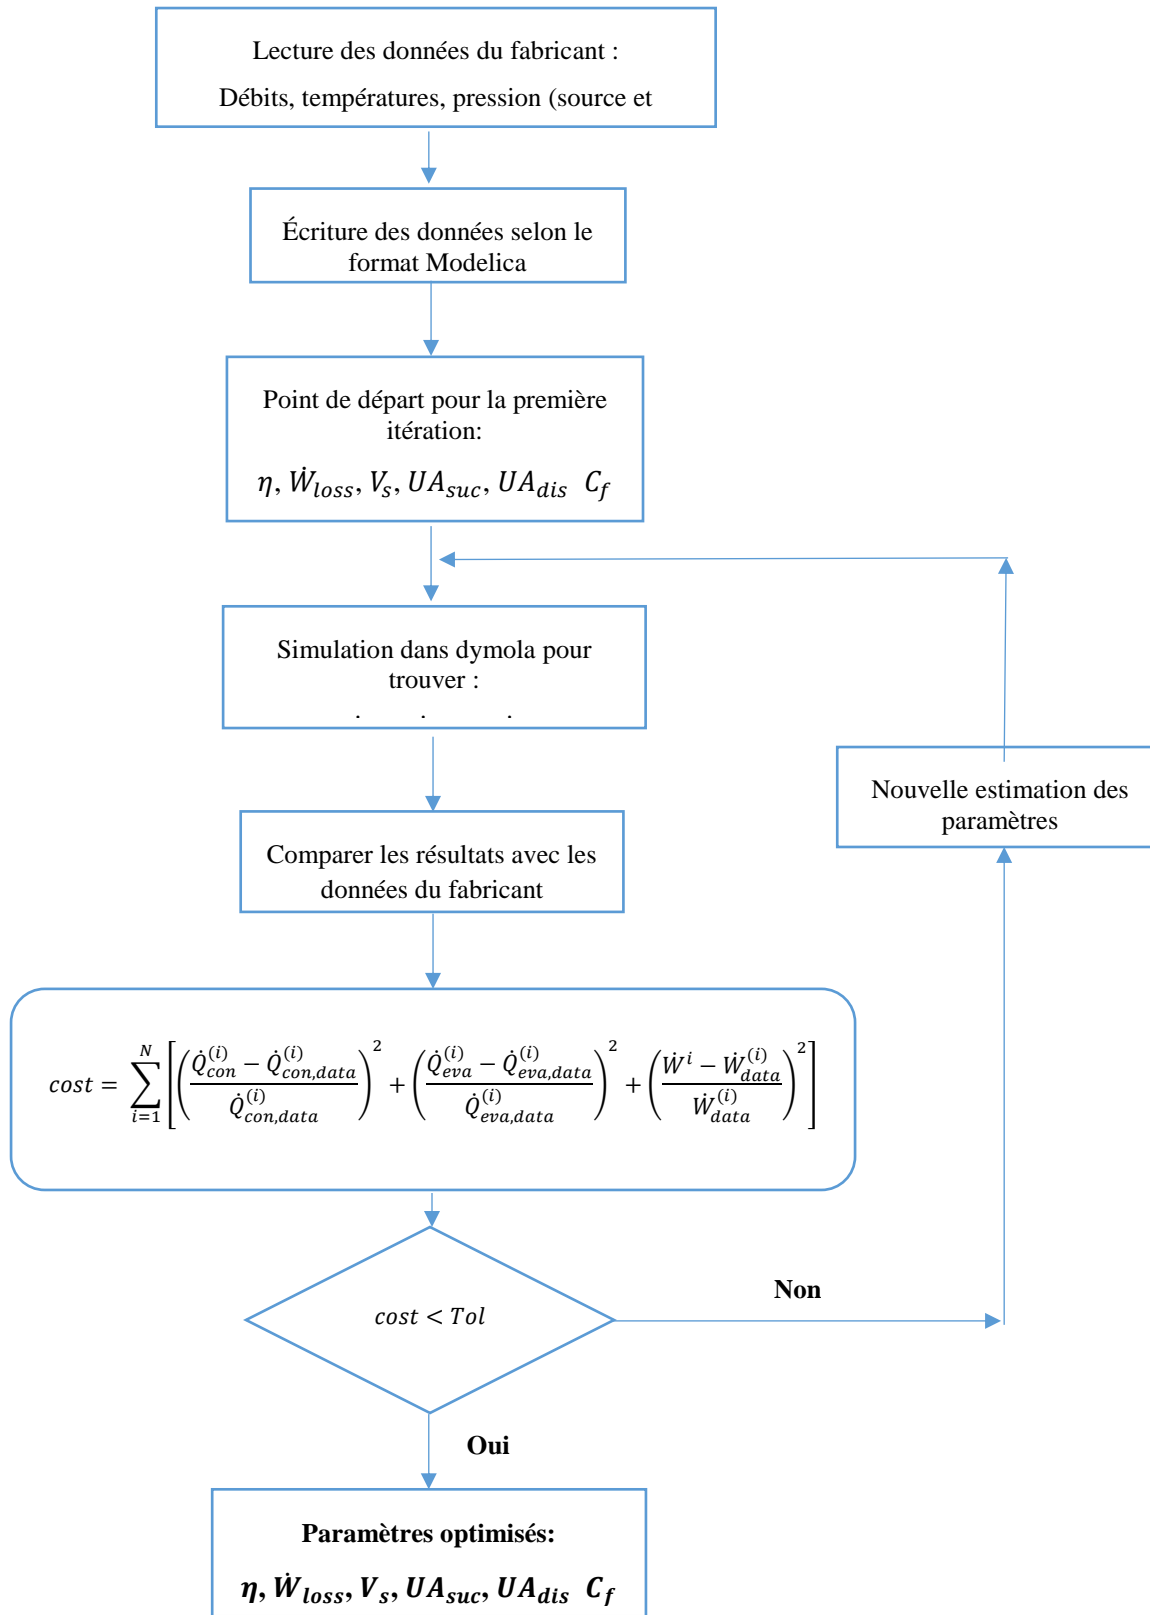 Lecture des données du fabricant :
Débits, températures, pression (source et
Écriture des données selon le
format Modelica
Point de départ pour la première
itération:
η, Ẇ_loss, V_s, UA_suc, UA_dis C_f
Simulation dans dymola pour
trouver :
. . .
Nouvelle estimation des
paramètres
Comparer les résultats avec les
données du fabricant
cost = ∑_{i=1}^{N} [((Q̇_con^(i) − Q̇_con,data^(i)) / Q̇_con,data^(i))^2 + ((Q̇_eva^(i) − Q̇_eva,data^(i)) / Q̇_eva,data^(i))^2 + ((Ẇ^i − Ẇ_data^(i)) / Ẇ_data^(i))^2]
cost < Tol
Non
Oui
Paramètres optimisés:
η, Ẇ_loss, V_s, UA_suc, UA_dis C_f